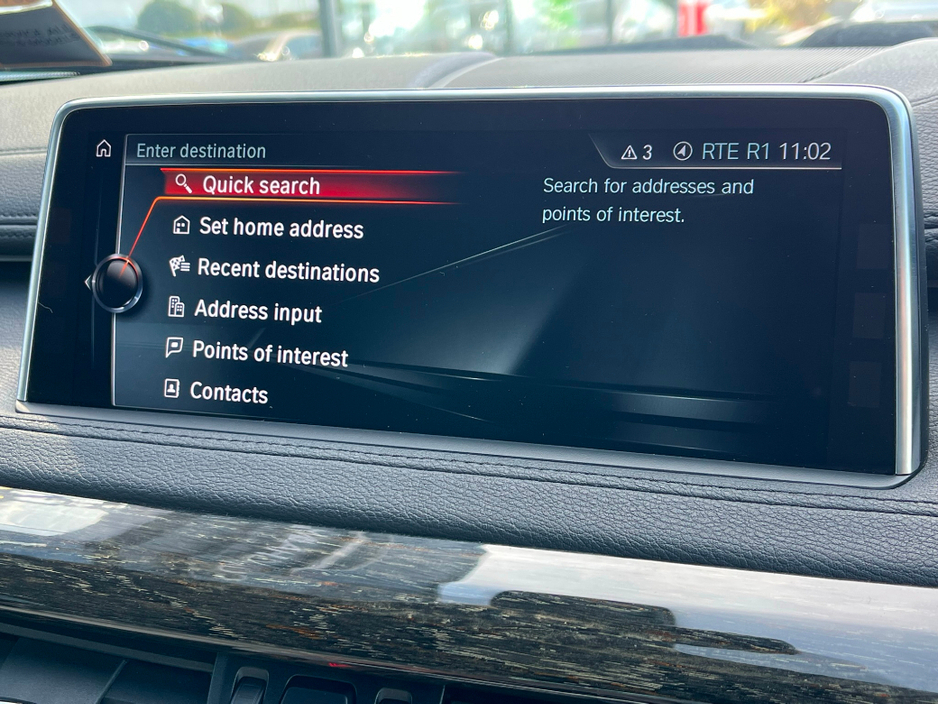 Enter destination
3 RTE R1 11:02
Quick search
Search for addresses and
points of interest.
Set home address
Recent destinations
Address input
Points of interest
Contacts